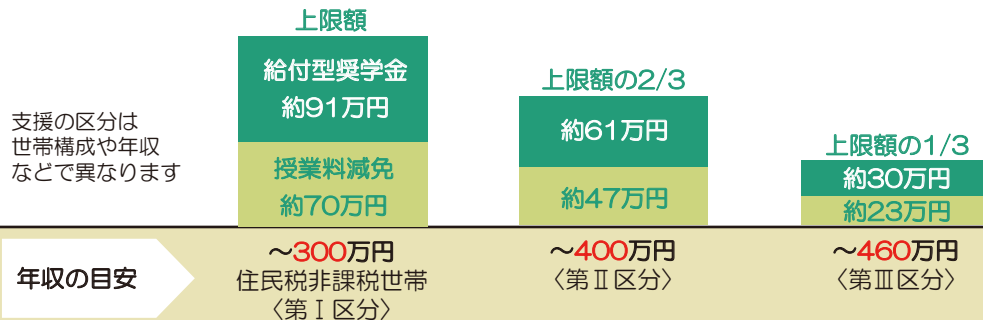 上限額
給付型奨学金
約91万円
授業料減免
約70万円
上限額の2/3
約61万円
約47万円
上限額の1/3
約30万円
約23万円
支援の区分は
世帯構成や年収
などで異なります
年収の目安
～300万円
住民税非課税世帯
〈第Ⅰ区分〉
～400万円
〈第Ⅱ区分〉
～460万円
〈第Ⅲ区分〉